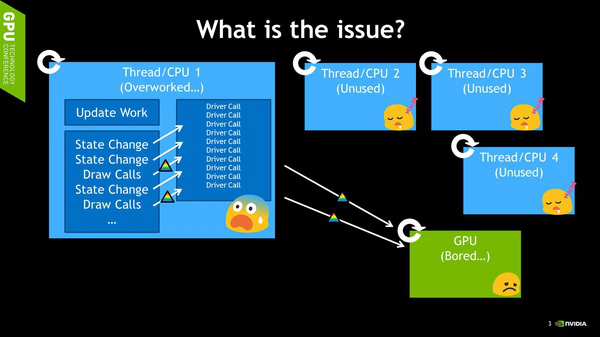 GPU TECHNOLOGY
CONFERENCE
What is the issue?
Thread/CPU 1
(Overworked…)
Update Work
State Change
State Change
Draw Calls
State Change
Draw Calls
…
Driver Call
Driver Call
Driver Call
Driver Call
Driver Call
Driver Call
Driver Call
Driver Call
Driver Call
Driver Call
Thread/CPU 2
(Unused)
Thread/CPU 3
(Unused)
Thread/CPU 4
(Unused)
GPU
(Bored…)
3
NVIDIA